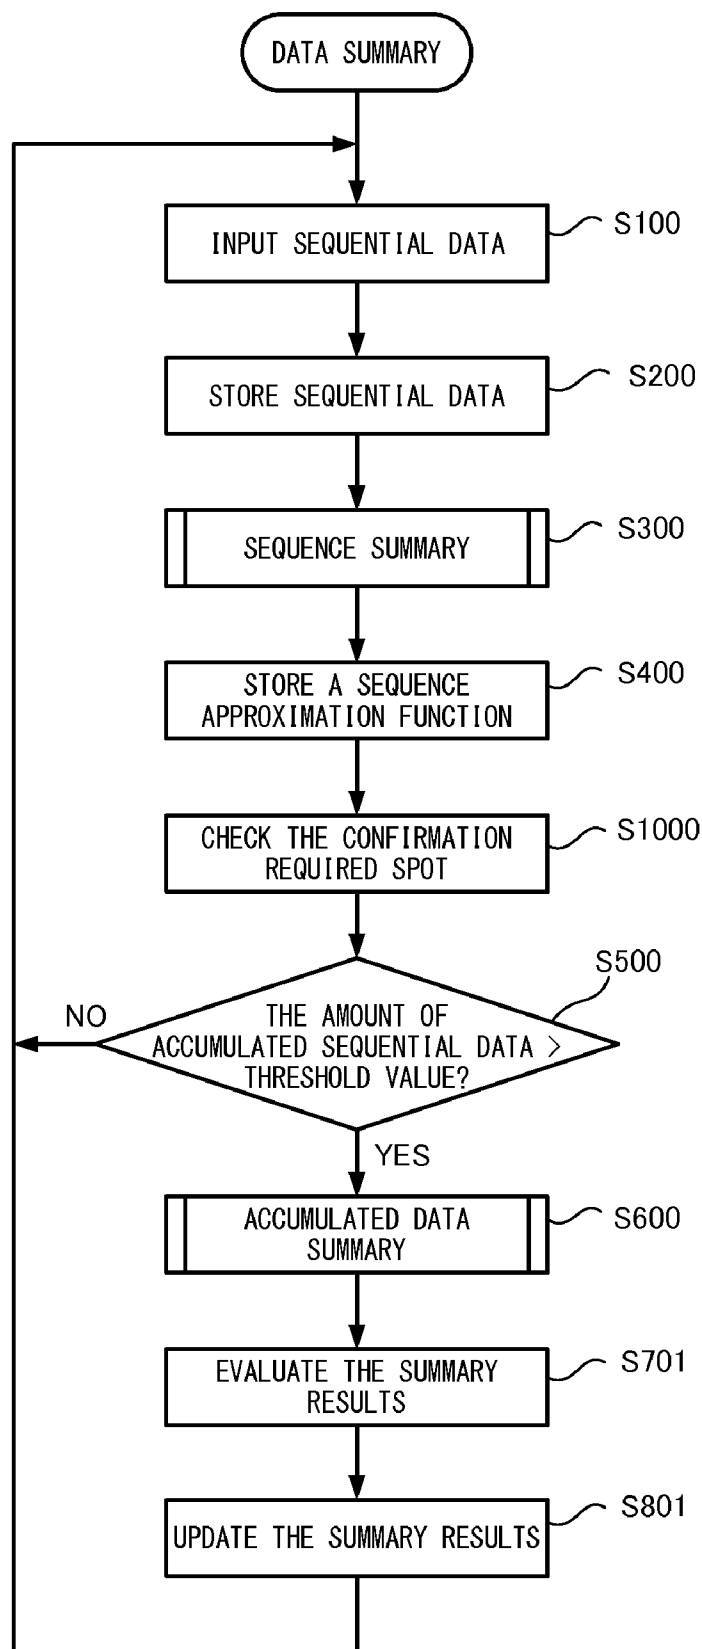 DATA SUMMARY
INPUT SEQUENTIAL DATA
S100
STORE SEQUENTIAL DATA
S200
SEQUENCE SUMMARY
S300
STORE A SEQUENCE
APPROXIMATION FUNCTION
S400
CHECK THE CONFIRMATION
REQUIRED SPOT
S1000
S500
NO
THE AMOUNT OF
ACCUMULATED SEQUENTIAL DATA >
THRESHOLD VALUE?
YES
ACCUMULATED DATA
SUMMARY
S600
EVALUATE THE SUMMARY
RESULTS
S701
UPDATE THE SUMMARY RESULTS
S801